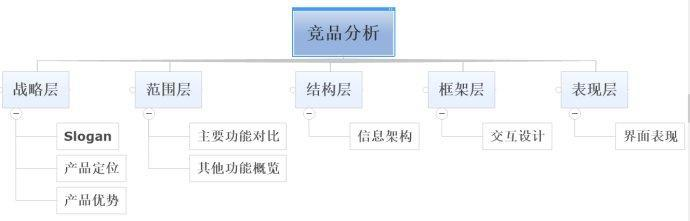 竞品分析
战略层
范围层
结构层
框架层
表现层
Slogan
主要功能对比
信息架构
交互设计
界面表现
产品定位
其他功能概览
产品优势